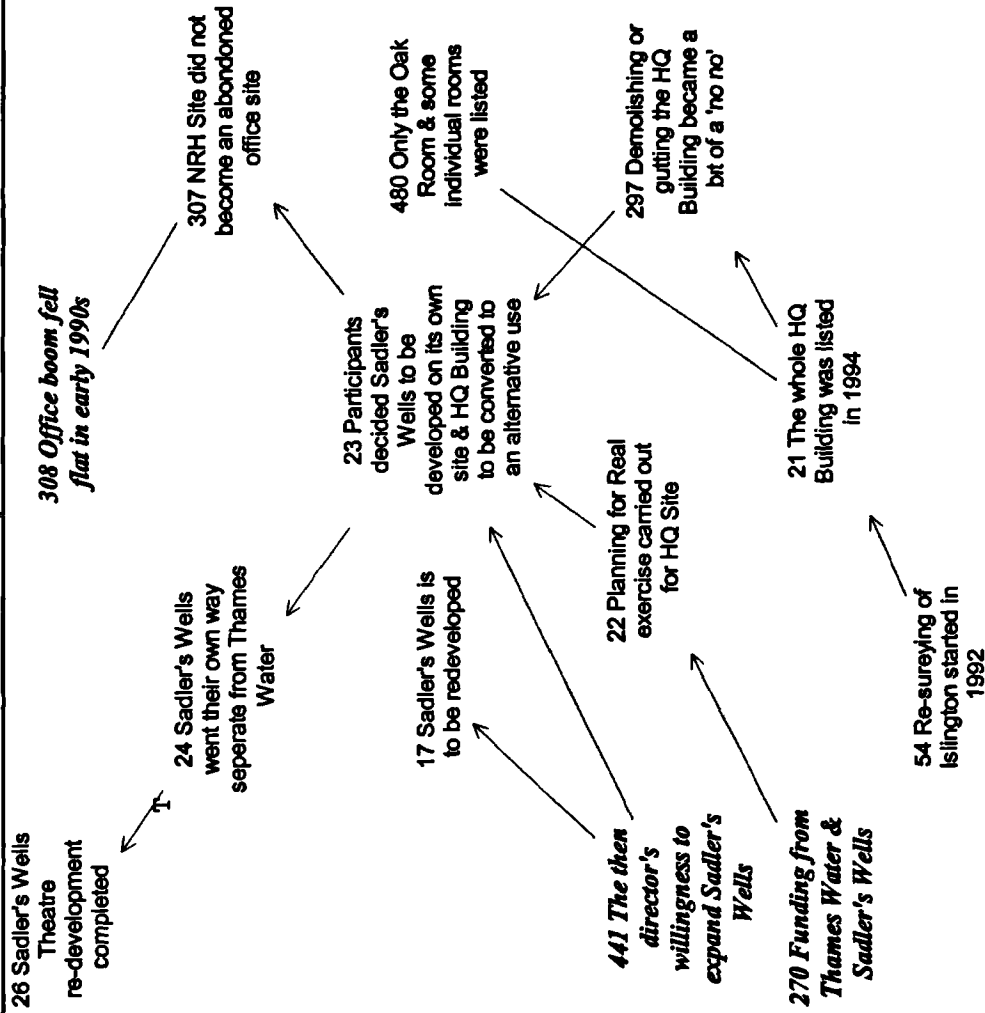 26 Sadler's Wells
Theatre
re-development
completed
T
24 Sadler's Wells
went their own way
seperate from Thames
Water
308 Office boom fell
flat in early 1990s
307 NRH Site did not
become an abondoned
office site
17 Sadler's Wells is
to be redeveloped
23 Participants
decided Sadler's
Wells to be
developed on its own
site & HQ Building
to be converted to
an alternative use
480 Only the Oak
Room & some
individual rooms
were listed
441 The then
director's
willingness to
expand Sadler's
Wells
22 Planning for Real
exercise carried out
for HQ Site
297 Demolishing or
gutting the HQ
Building became a
bit of a 'no no'
270 Funding from
Thames Water &
Sadler's Wells
21 The whole HQ
Building was listed
in 1994
54 Re-sureying of
Islington started in
1992